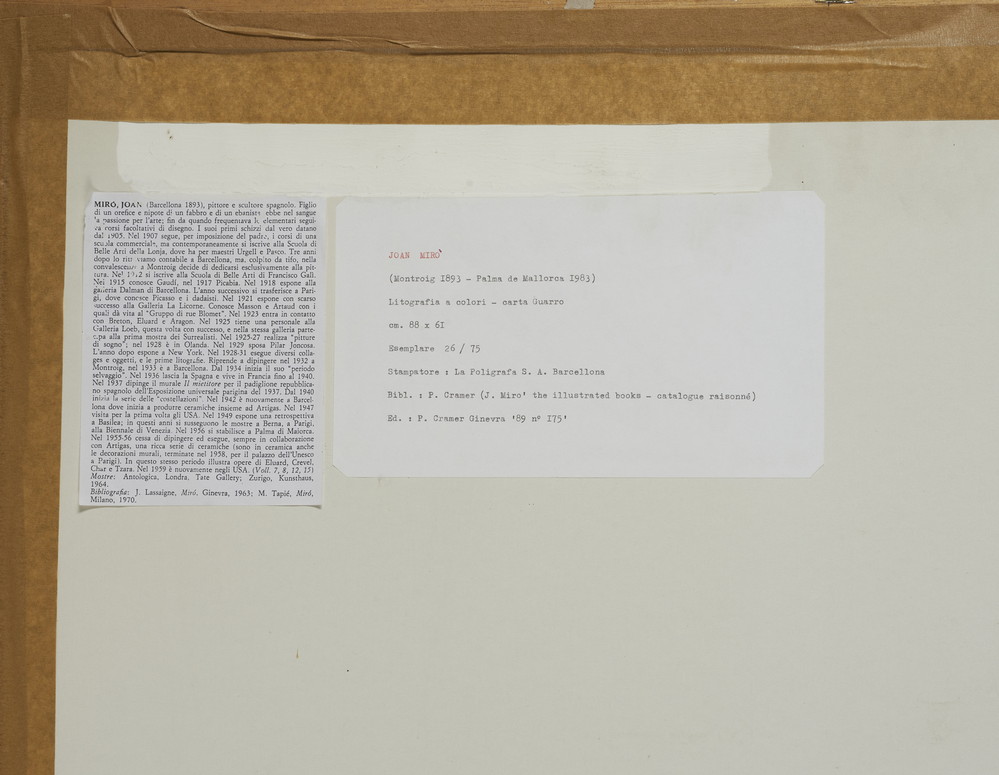 MIRÓ, JOAN (Barcellona 1893), pittore e scultore spagnolo. Figlio
di un orefice e nipote di un fabbro e di un ebanista ebbe nel sangue
la passione per l'arte; fin da quando frequentava le elementari segui-
va corsi facoltativi di disegno. I suoi primi schizzi dal vero datano
dal 1905. Nel 1907 segue, per imposizione del padre, i corsi di una
scuola commerciale, ma contemporaneamente si iscrive alla Scuola di
Belle Arti della Lonja, dove ha per maestri Urgell e Pasco. Tre anni
dopo lo ritroviamo contabile a Barcellona, ma, colpito da tifo, nella
convalescenza a Montroig decide di dedicarsi esclusivamente alla pit-
tura. Nel 1912 si iscrive alla Scuola di Belle Arti di Francisco Galí.
Nel 1915 conosce Gaudí, nel 1917 Picabia. Nel 1918 espone alla
galleria Dalman di Barcellona. L'anno successivo si trasferisce a Pari-
gi, dove conosce Picasso e i dadaisti. Nel 1921 espone con scarso
successo alla Galleria La Licorne. Conosce Masson e Artaud con i
quali dà vita al "Gruppo di rue Blomet". Nel 1923 entra in contatto
con Breton, Eluard e Aragon. Nel 1925 tiene una personale alla
Galleria Loeb, questa volta con successo, e nella stessa galleria parte-
cipa alla prima mostra dei Surrealisti. Nel 1925-27 realizza "pitture
di sogno"; nel 1928 è in Olanda. Nel 1929 sposa Pilar Joncosa.
L'anno dopo espone a New York. Nel 1928-31 esegue diversi colla-
ges e oggetti, e le prime litografie. Riprende a dipingere nel 1932 a
Montroig, nel 1933 è a Barcellona. Dal 1934 inizia il suo "periodo
selvaggio". Nel 1936 lascia la Spagna e vive in Francia fino al 1940.
Nel 1937 dipinge il murale Il mietitore per il padiglione repubblica-
no spagnolo dell'Esposizione universale parigina del 1937. Dal 1940
inizia la serie delle "costellazioni". Nel 1942 è nuovamente a Barcel-
lona dove inizia a produrre ceramiche insieme ad Artigas. Nel 1947
visita per la prima volta gli USA. Nel 1949 espone una retrospettiva
a Basilea; in questi anni si susseguono le mostre a Berna, a Parigi,
alla Biennale di Venezia. Nel 1956 si stabilisce a Palma di Maiorca.
Nel 1955-56 cessa di dipingere ed esegue, sempre in collaborazione
con Artigas, una ricca serie di ceramiche (sono in ceramica anche
le decorazioni murali, terminate nel 1958, per il palazzo dell'Unesco
a Parigi). In questo stesso periodo illustra opere di Eluard, Crevel,
Char e Tzara. Nel 1959 è nuovamente negli USA. (Voll. 7, 8, 12, 15)
Mostre: Antologica, Londra, Tate Gallery; Zurigo, Kunsthaus,
1964.
Bibliografia: J. Lassaigne, Miró, Ginevra, 1963; M. Tapié, Miró,
Milano, 1970.
JOAN MIRO'
(Montroig I893 - Palma de Mallorca I983)
Litografia a colori - carta Guarro
cm. 88 x 6I
Esemplare 26 / 75
Stampatore : La Poligrafa S. A. Barcellona
Bibl. : P. Cramer (J. Miro' the illustrated books - catalogue raisonné)
Ed. : P. Cramer Ginevra '89 n° I75'